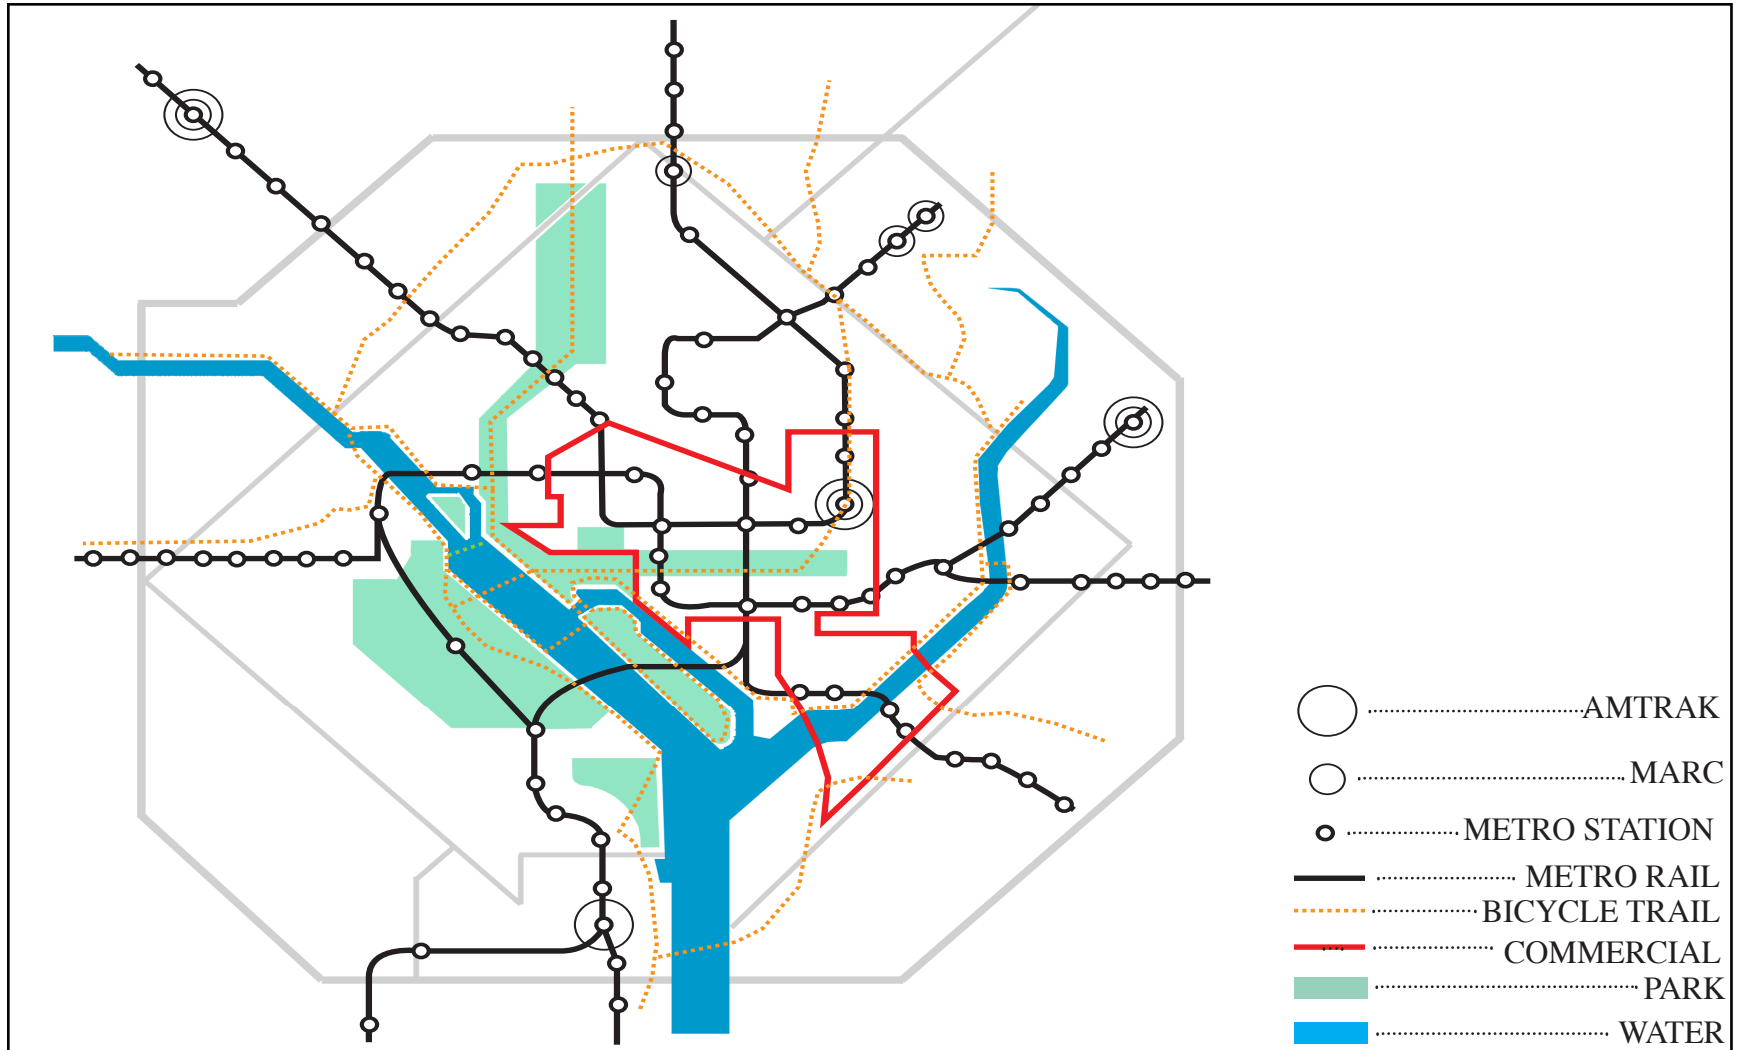 AMTRAK
MARC
METRO STATION
METRO RAIL
BICYCLE TRAIL
COMMERCIAL
PARK
WATER